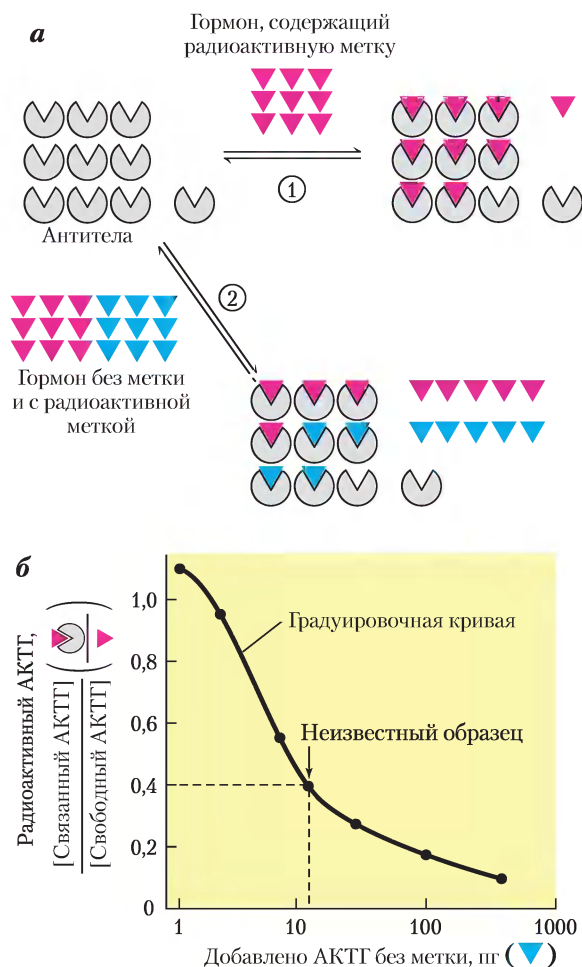 а
Гормон, содержащий
радиоактивную метку
1
Антитела
2
Гормон без метки
и с радиоактивной
меткой
б
Радиоактивный АКТГ,
[Связанный АКТГ]
[Свободный АКТГ]
1,0
0,8
0,6
0,4
0,2
0
Градуировочная кривая
Неизвестный образец
1
10
100
1000
Добавлено АКТГ без метки, пг ( )